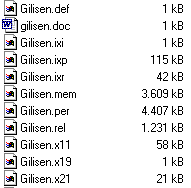 Gilisen.def 1 kB
gilisen.doc 1 kB
Gilisen.ixi 1 kB
Gilisen.ixp 115 kB
Gilisen.ixr 42 kB
Gilisen.mem 3.609 kB
Gilisen.per 4.407 kB
Gilisen.rel 1.231 kB
Gilisen.x11 58 kB
Gilisen.x19 1 kB
Gilisen.x21 21 kB